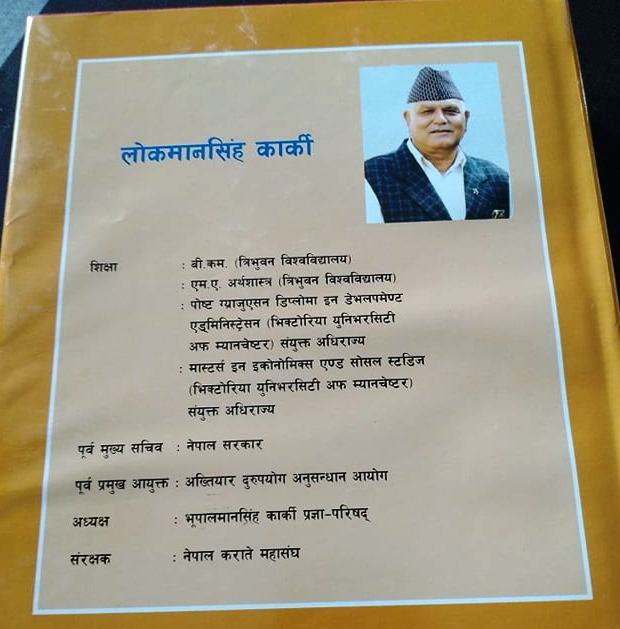 लोकमानसिंह कार्की
शिक्षा : बी.कम. (त्रिभुवन विश्वविद्यालय)
: एम.ए. अर्थशास्त्र (त्रिभुवन विश्वविद्यालय)
: पोष्ट ग्राजुएसन डिप्लोमा इन डेभलपमेण्ट
एड्मिनिस्ट्रेसन (भिक्टोरिया युनिभरसिटी
अफ म्यानचेष्टर) संयुक्त अधिराज्य
: मास्टर्स इन इकोनोमिक्स एण्ड सोसल स्टडिज
(भिक्टोरिया युनिभरसिटी अफ म्यानचेष्टर)
संयुक्त अधिराज्य
पूर्व मुख्य सचिव : नेपाल सरकार
पूर्व प्रमुख आयुक्त : अख्तियार दुरुपयोग अनुसन्धान आयोग
अध्यक्ष : भूपालमानसिंह कार्की प्रज्ञा-परिषद्
संरक्षक : नेपाल कराते महासंघ